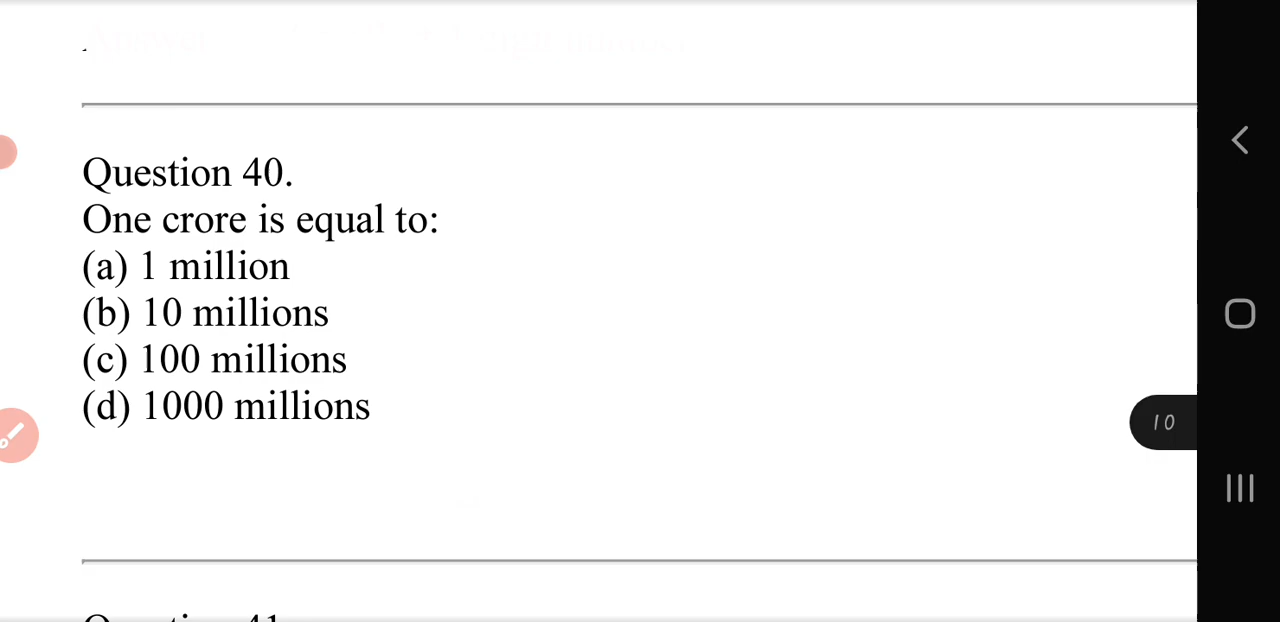 Question 40.
One crore is equal to:
(a) 1 million
(b) 10 millions
(c) 100 millions
(d) 1000 millions
10